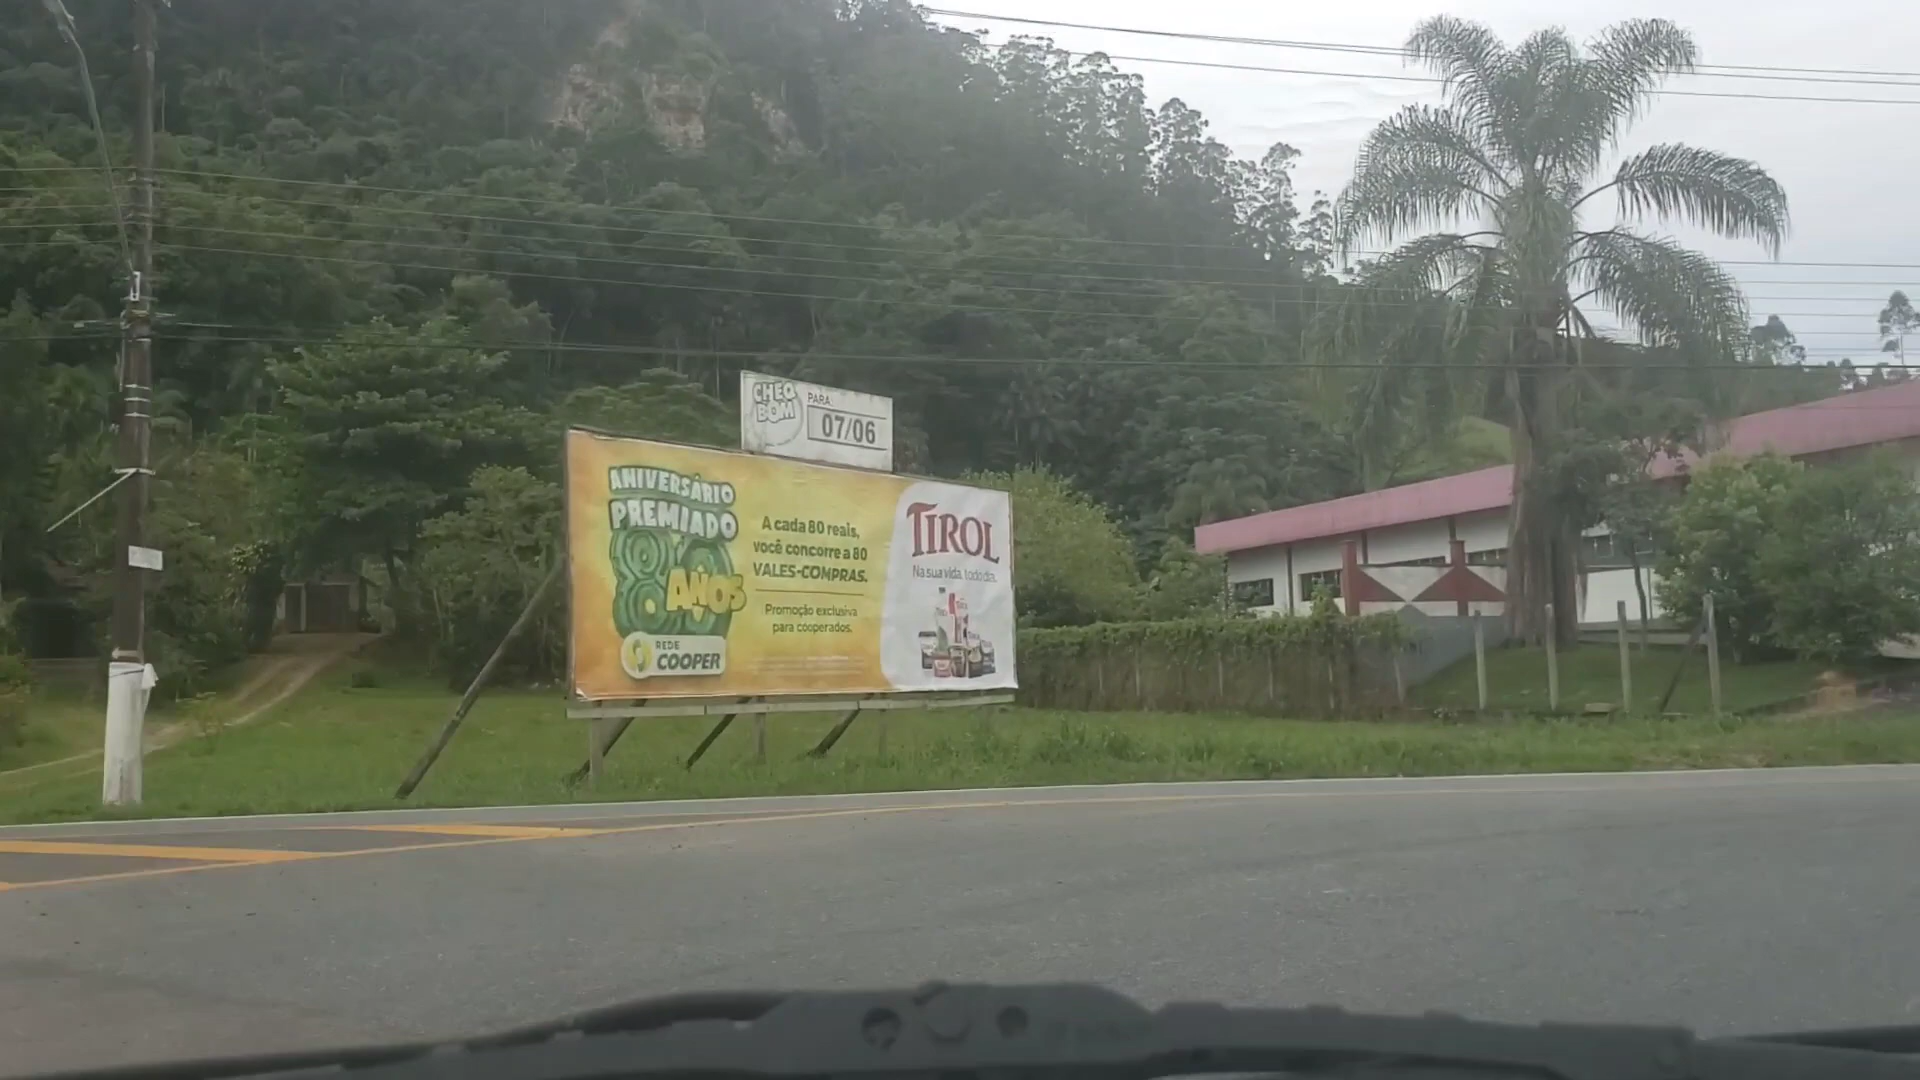 CHEQ
BOM
PARA:
07/06
ANIVERSÁRIO
PREMIADO
80 ANOS
REDE
COOPER
A cada 80 reais,
você concorre a 80
VALES-COMPRAS.
Promoção exclusiva
para cooperados.
TIROL
Na sua vida, todo dia.